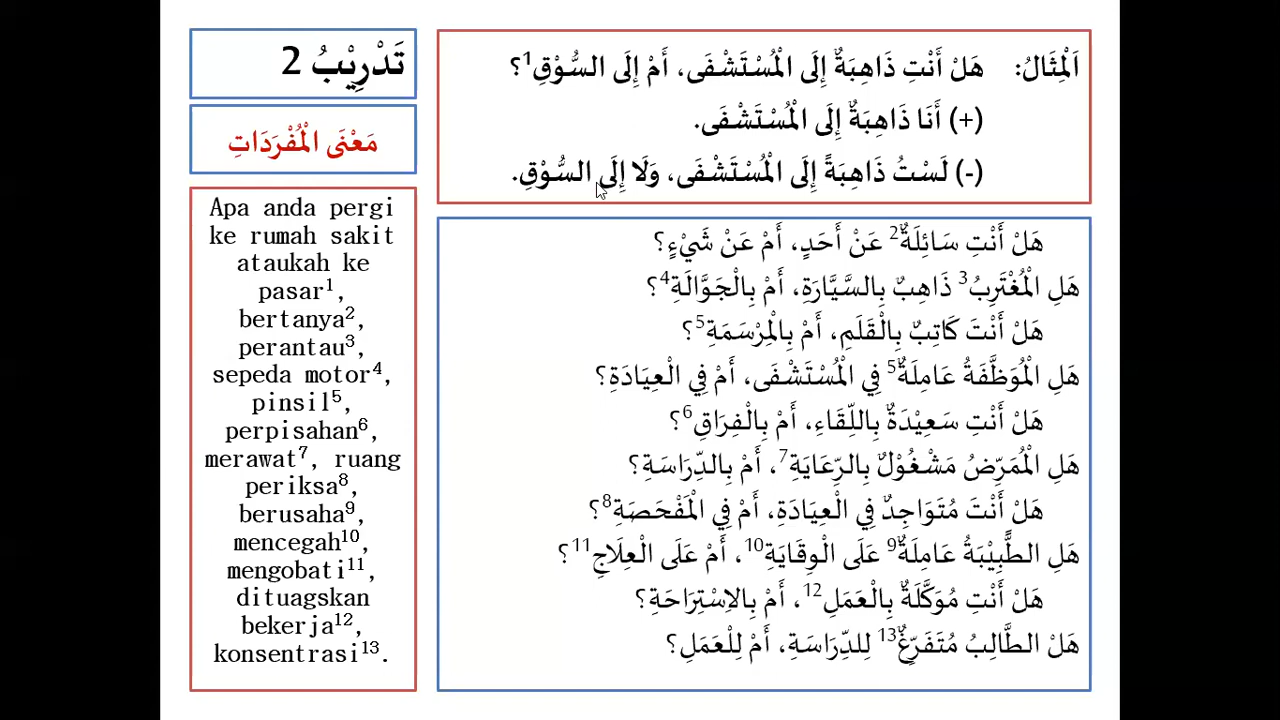 تَدْرِيْبُ 2
مَعْنَى الْمُفْرَدَاتِ
Apa anda pergi
ke rumah sakit
ataukah ke
pasar¹,
bertanya²,
perantau³,
sepeda motor⁴,
pinsil⁵,
perpisahan⁶,
merawat⁷, ruang
periksa⁸,
berusaha⁹,
mencegah¹⁰,
mengobati¹¹,
dituagskan
bekerja¹²,
konsentrasi¹³.
اَلْمِثَالُ: هَلْ أَنْتِ ذَاهِبَةٌ إِلَى الْمُسْتَشْفَى، أَمْ إِلَى السُّوْقِ¹؟
(+) أَنَا ذَاهِبَةٌ إِلَى الْمُسْتَشْفَى.
(-) لَسْتُ ذَاهِبَةً إِلَى الْمُسْتَشْفَى، وَلَا إِلَى السُّوْقِ.
هَلْ أَنْتِ سَائِلَةٌ² عَنْ أَحَدٍ، أَمْ عَنْ شَيْءٍ؟
هَلِ الْمُغْتَرِبُ³ ذَاهِبٌ بِالسَّيَّارَةِ، أَمْ بِالْجَوَّالَةِ⁴؟
هَلْ أَنْتَ كَاتِبٌ بِالْقَلَمِ، أَمْ بِالْمِرْسَمَةِ⁵؟
هَلِ الْمُوَظَّفَةُ عَامِلَةٌ⁵ فِي الْمُسْتَشْفَى، أَمْ فِي الْعِيَادَةِ؟
هَلْ أَنْتِ سَعِيْدَةٌ بِاللِّقَاءِ، أَمْ بِالْفِرَاقِ⁶؟
هَلِ الْمُمَرِّضُ مَشْغُوْلٌ بِالرِّعَايَةِ⁷، أَمْ بِالدِّرَاسَةِ؟
هَلْ أَنْتَ مُتَوَاجِدٌ فِي الْعِيَادَةِ، أَمْ فِي الْمَفْحَصَةِ⁸؟
هَلِ الطَّبِيْبَةُ عَامِلَةٌ⁹ عَلَى الْوِقَايَةِ¹⁰، أَمْ عَلَى الْعِلَاجِ¹¹؟
هَلْ أَنْتِ مُوَكَّلَةٌ بِالْعَمَلِ¹²، أَمْ بِالاِسْتِرَاحَةِ؟
هَلْ الطَّالِبُ مُتَفَرِّغٌ¹³ لِلدِّرَاسَةِ، أَمْ لِلْعَمَلِ؟